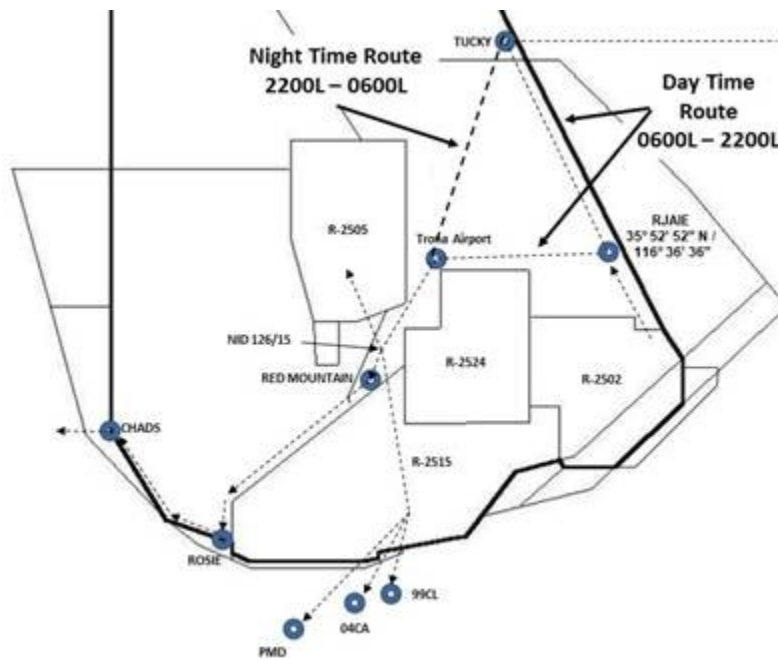 TUCKY
Night Time Route
2200L – 0600L
Day Time
Route
0600L – 2200L
R-2505
Trona Airport
RJAIE
35° 52' 52" N /
116° 36' 36"
NID 126/15
R-2524
RED MOUNTAIN
R-2502
CHADS
R-2515
ROSIE
99CL
04CA
PMD